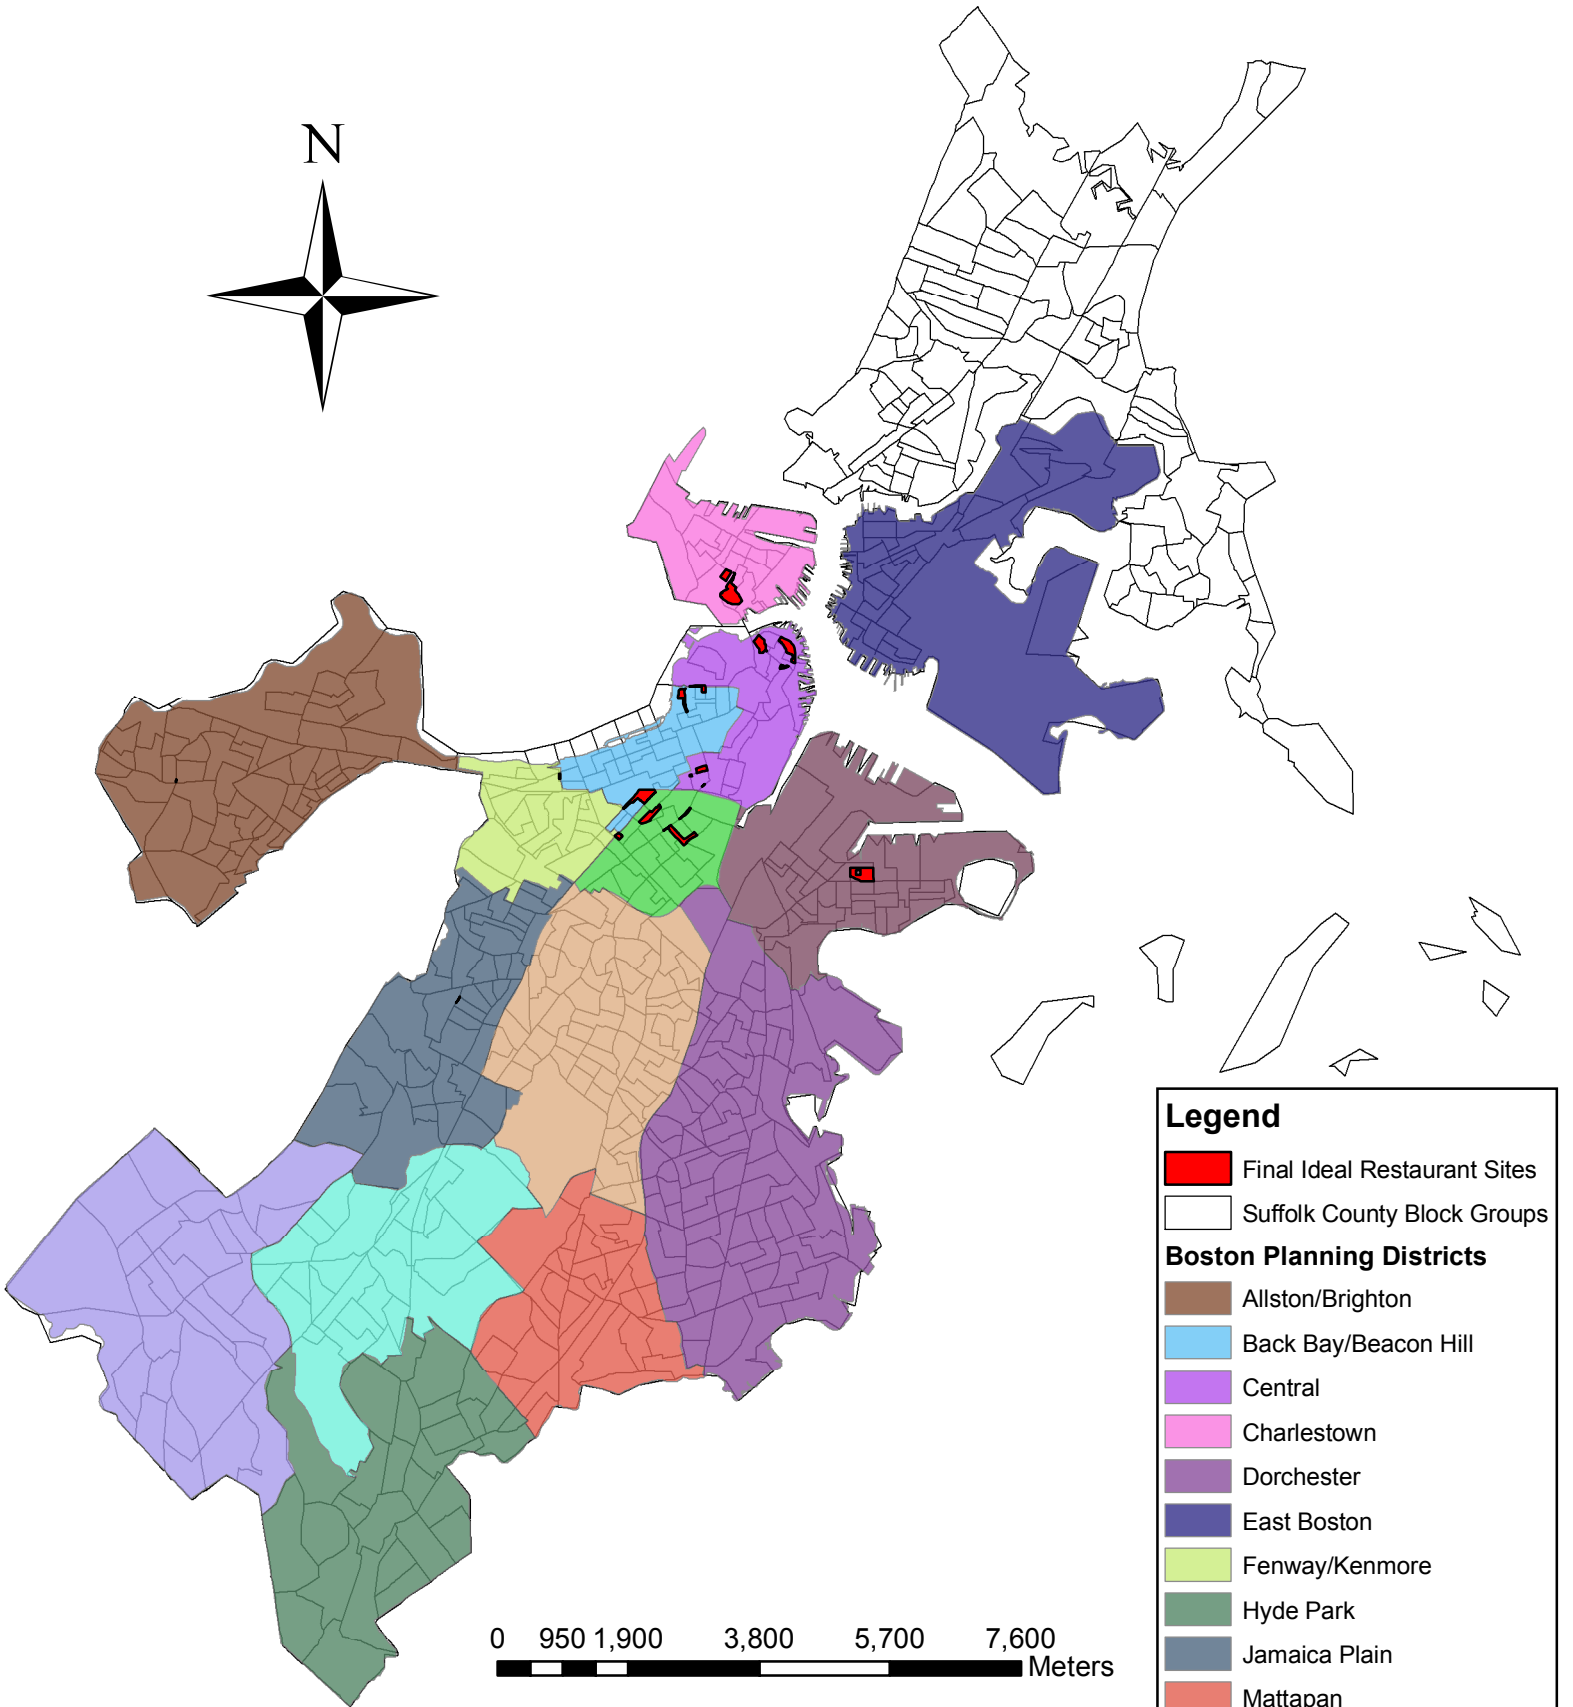 N
Legend
Final Ideal Restaurant Sites
Suffolk County Block Groups
Boston Planning Districts
Allston/Brighton
Back Bay/Beacon Hill
Central
Charlestown
Dorchester
East Boston
Fenway/Kenmore
Hyde Park
Jamaica Plain
Mattapan
0 950 1,900 3,800 5,700 7,600
Meters